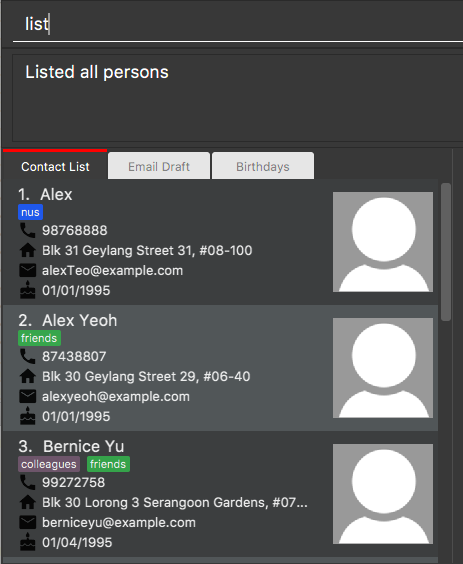 list
Listed all persons
Contact List Email Draft Birthdays
1. Alex
nus
98768888
Blk 31 Geylang Street 31, #08-100
alexTeo@example.com
01/01/1995
2. Alex Yeoh
friends
87438807
Blk 30 Geylang Street 29, #06-40
alexyeoh@example.com
01/01/1995
3. Bernice Yu
colleagues friends
99272758
Blk 30 Lorong 3 Serangoon Gardens, #07...
berniceyu@example.com
01/04/1995